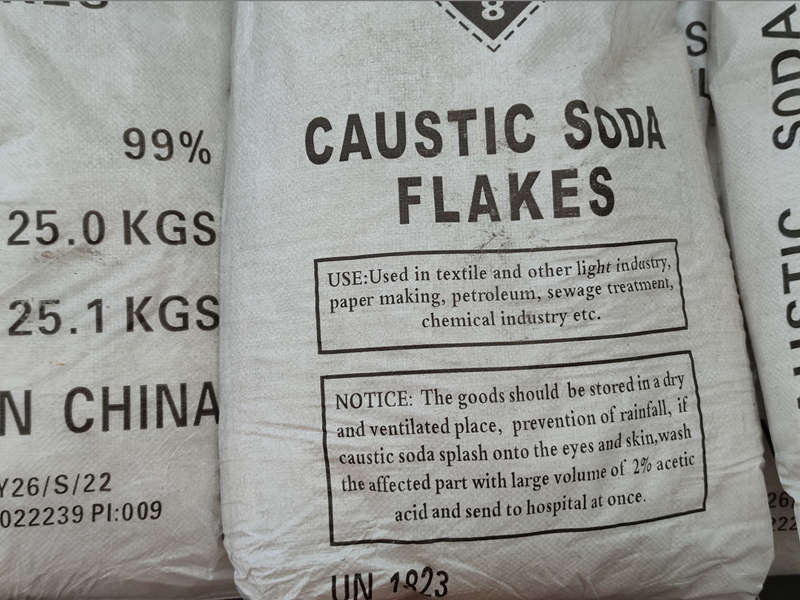 99%
25.0 KGS
25.1 KGS
N CHINA
Y26/S/22
022239 PI:009
8
CAUSTIC SODA
FLAKES
USE:Used in textile and other light industry,
paper making, petroleum, sewage treatment,
chemical industry etc.
NOTICE: The goods should be stored in a dry
and ventilated place, prevention of rainfall, if
caustic soda splash onto the eyes and skin,wash
the affected part with large volume of 2% acetic
acid and send to hospital at once.
UN 1823
SODA